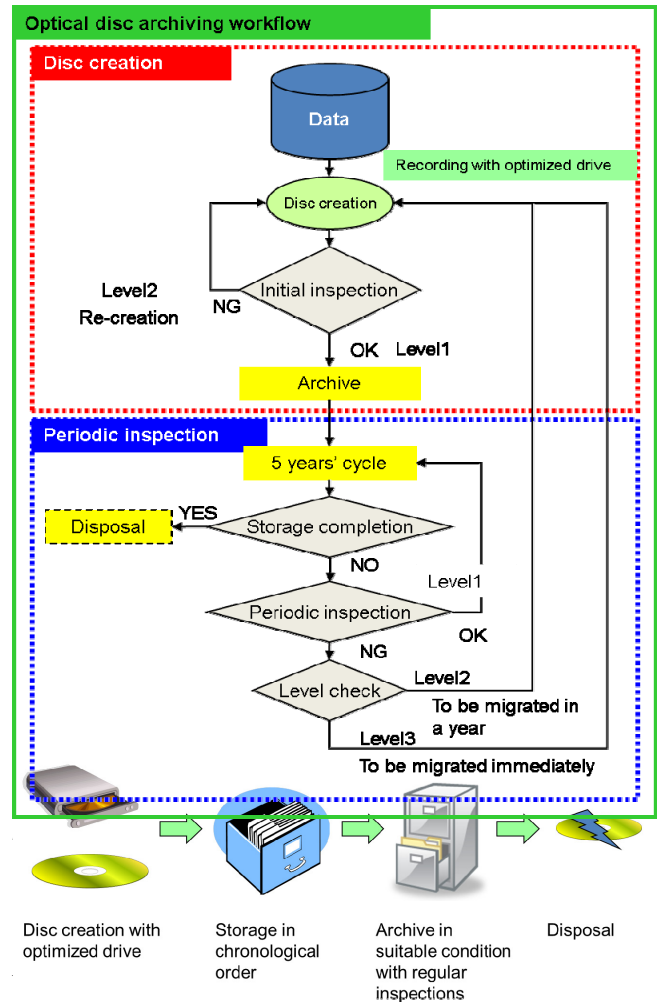 Optical disc archiving workflow
Disc creation
Data
Recording with optimized drive
Disc creation
Initial inspection
NG
Level2
Re-creation
OK Level1
Archive
Periodic inspection
5 years' cycle
YES
Disposal
Storage completion
NO
Level1
Periodic inspection
OK
NG
Level check
Level2
To be migrated in
a year
Level3
To be migrated immediately
Disc creation with
optimized drive
Storage in
chronological
order
Archive in
suitable condition
with regular
inspections
Disposal